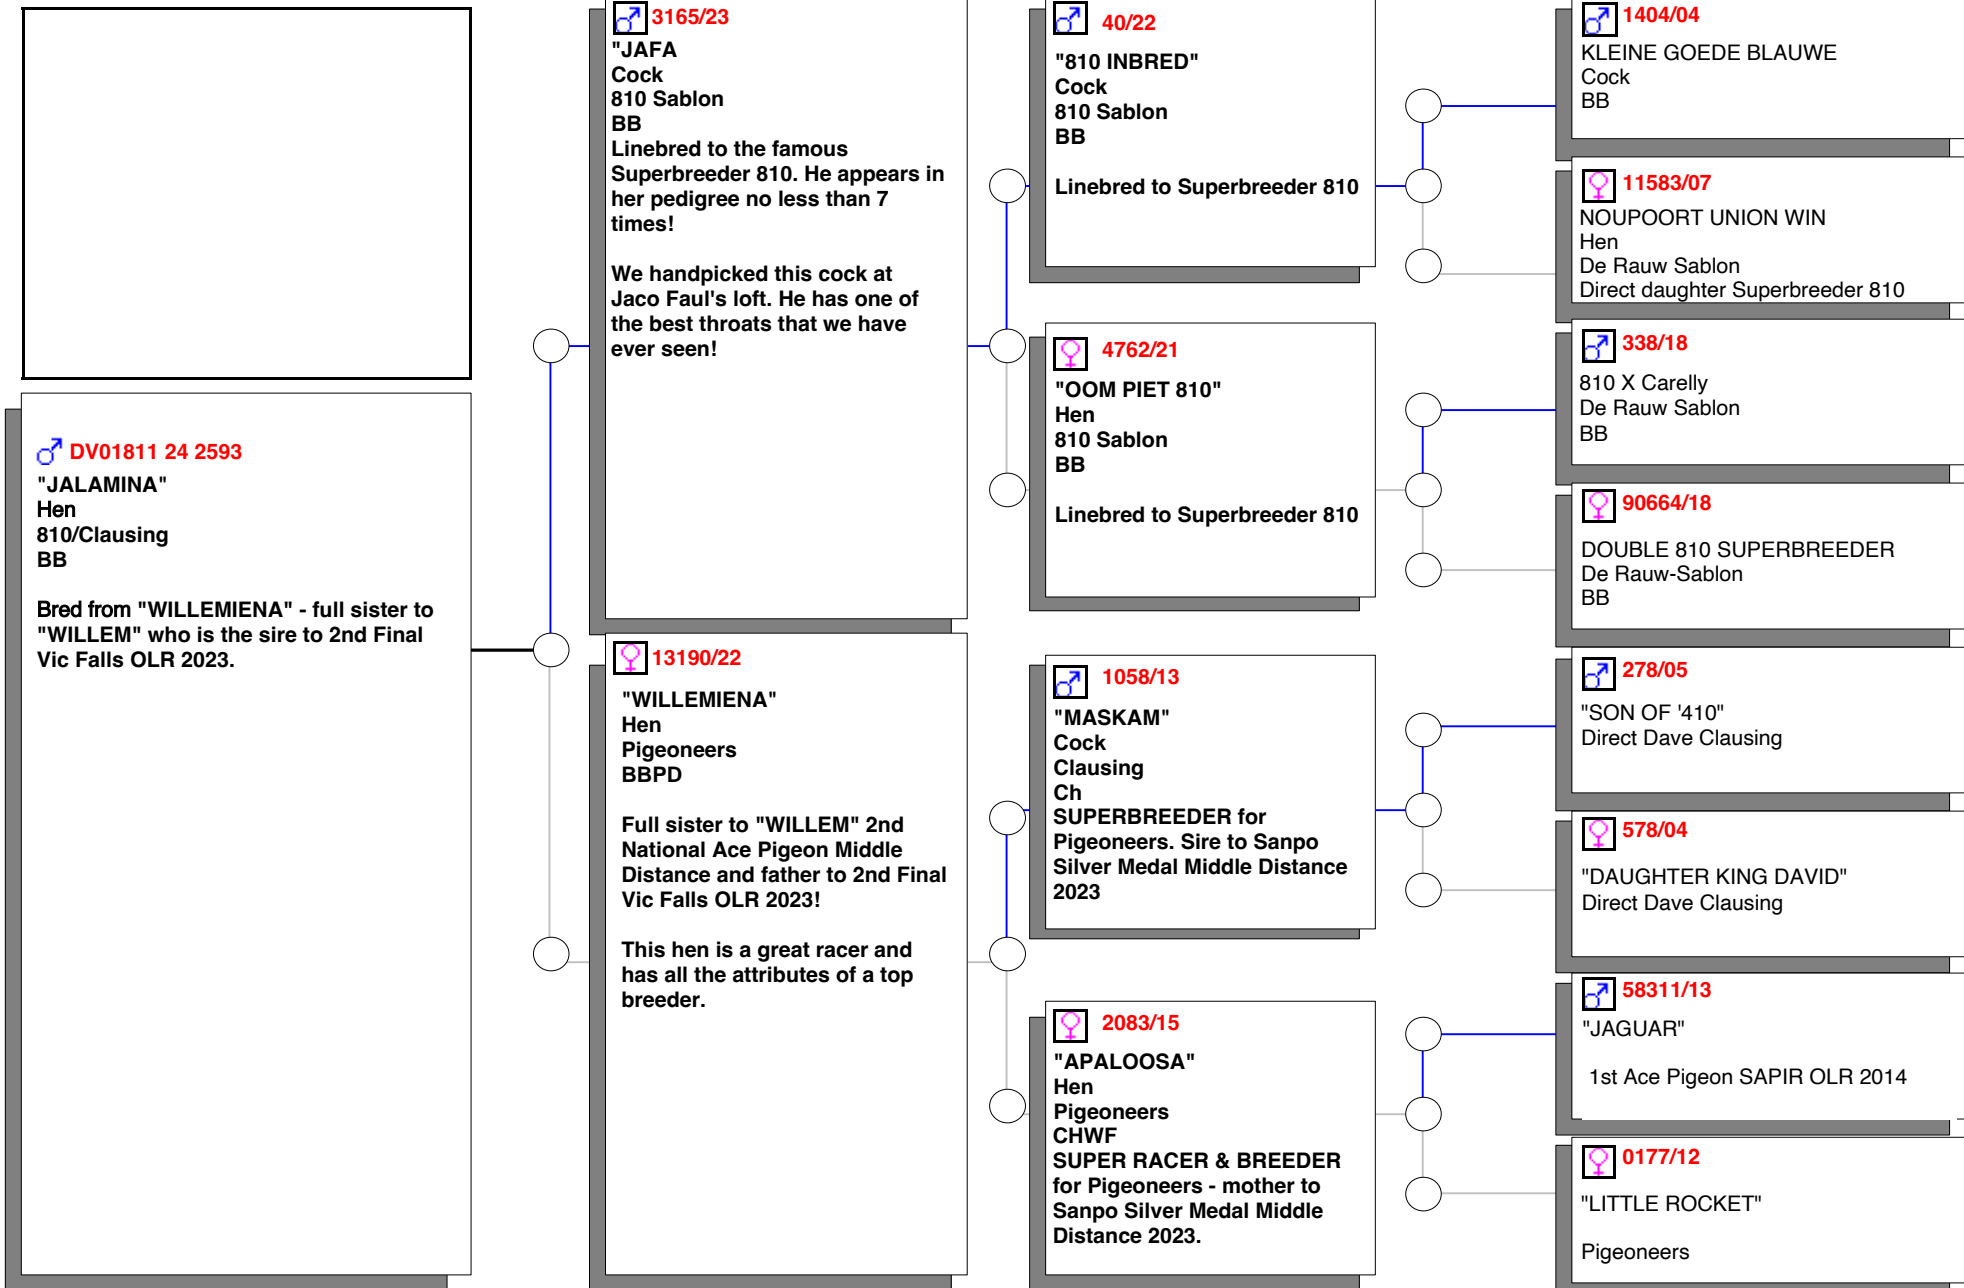 DV01811 24 2593
"JALAMINA"
Hen
810/Clausing
BB
Bred from "WILLEMIENA" - full sister to
"WILLEM" who is the sire to 2nd Final
Vic Falls OLR 2023.
3165/23
"JAFA
Cock
810 Sablon
BB
Linebred to the famous
Superbreeder 810. He appears in
her pedigree no less than 7
times!
We handpicked this cock at
Jaco Faul's loft. He has one of
the best throats that we have
ever seen!
13190/22
"WILLEMIENA"
Hen
Pigeoneers
BBPD
Full sister to "WILLEM" 2nd
National Ace Pigeon Middle
Distance and father to 2nd Final
Vic Falls OLR 2023!
This hen is a great racer and
has all the attributes of a top
breeder.
40/22
"810 INBRED"
Cock
810 Sablon
BB
Linebred to Superbreeder 810
4762/21
"OOM PIET 810"
Hen
810 Sablon
BB
Linebred to Superbreeder 810
1058/13
"MASKAM"
Cock
Clausing
Ch
SUPERBREEDER for
Pigeoneers. Sire to Sanpo
Silver Medal Middle Distance
2023
2083/15
"APALOOSA"
Hen
Pigeoneers
CHWF
SUPER RACER & BREEDER
for Pigeoneers - mother to
Sanpo Silver Medal Middle
Distance 2023.
1404/04
KLEINE GOEDE BLAUWE
Cock
BB
11583/07
NOUPOORT UNION WIN
Hen
De Rauw Sablon
Direct daughter Superbreeder 810
338/18
810 X Carelly
De Rauw Sablon
BB
90664/18
DOUBLE 810 SUPERBREEDER
De Rauw-Sablon
BB
278/05
"SON OF '410"
Direct Dave Clausing
578/04
"DAUGHTER KING DAVID"
Direct Dave Clausing
58311/13
"JAGUAR"
1st Ace Pigeon SAPIR OLR 2014
0177/12
"LITTLE ROCKET"
Pigeoneers